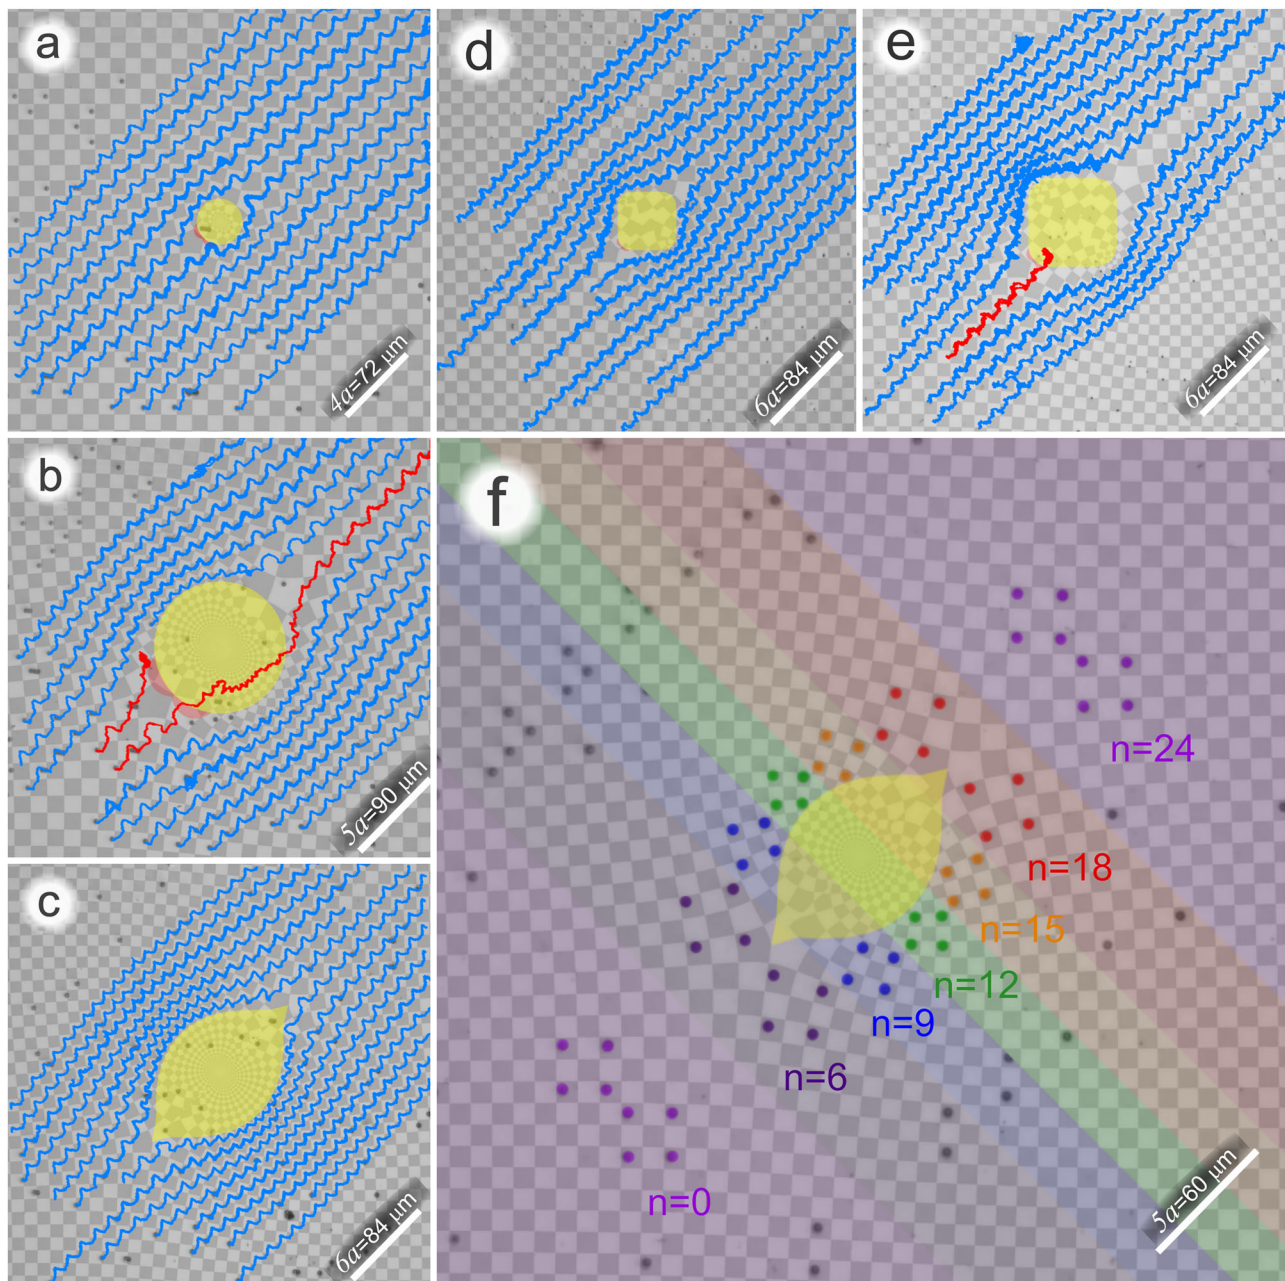 a
4a=72 µm
d
6a=84 µm
e
6a=84 µm
b
5a=90 µm
c
6a=84 µm
f
n=24
n=18
n=15
n=12
n=9
n=6
n=0
5a=60 µm